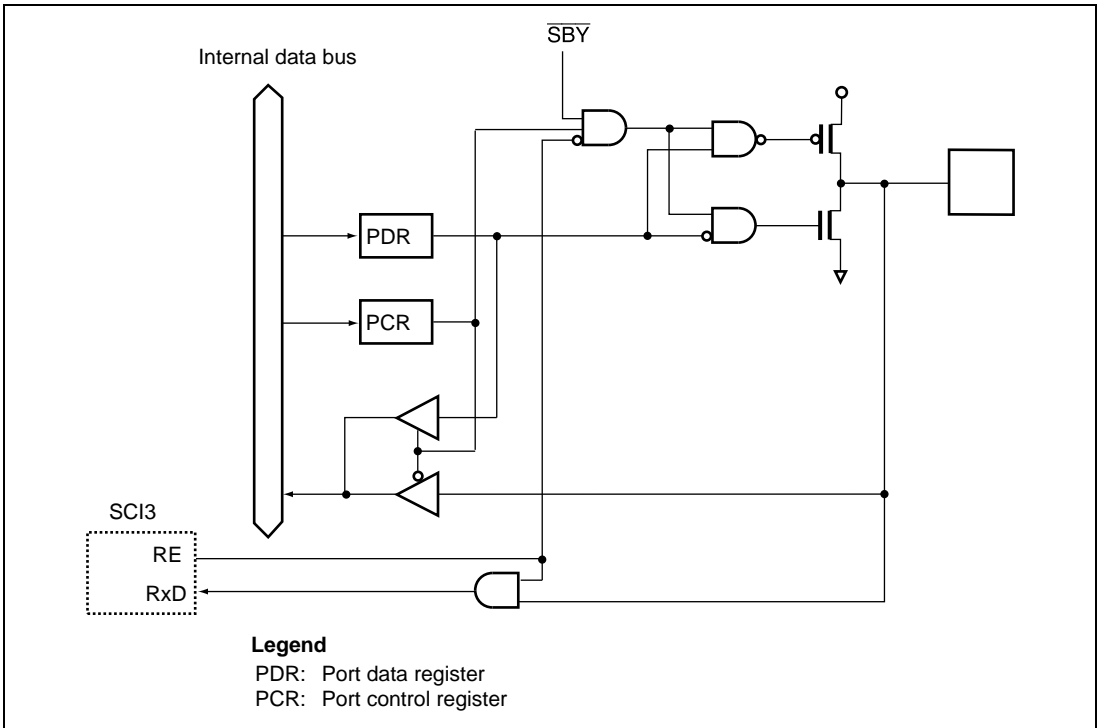 SBY
Internal data bus
PDR
PCR
SCI3
RE
RxD
Legend
PDR: Port data register
PCR: Port control register